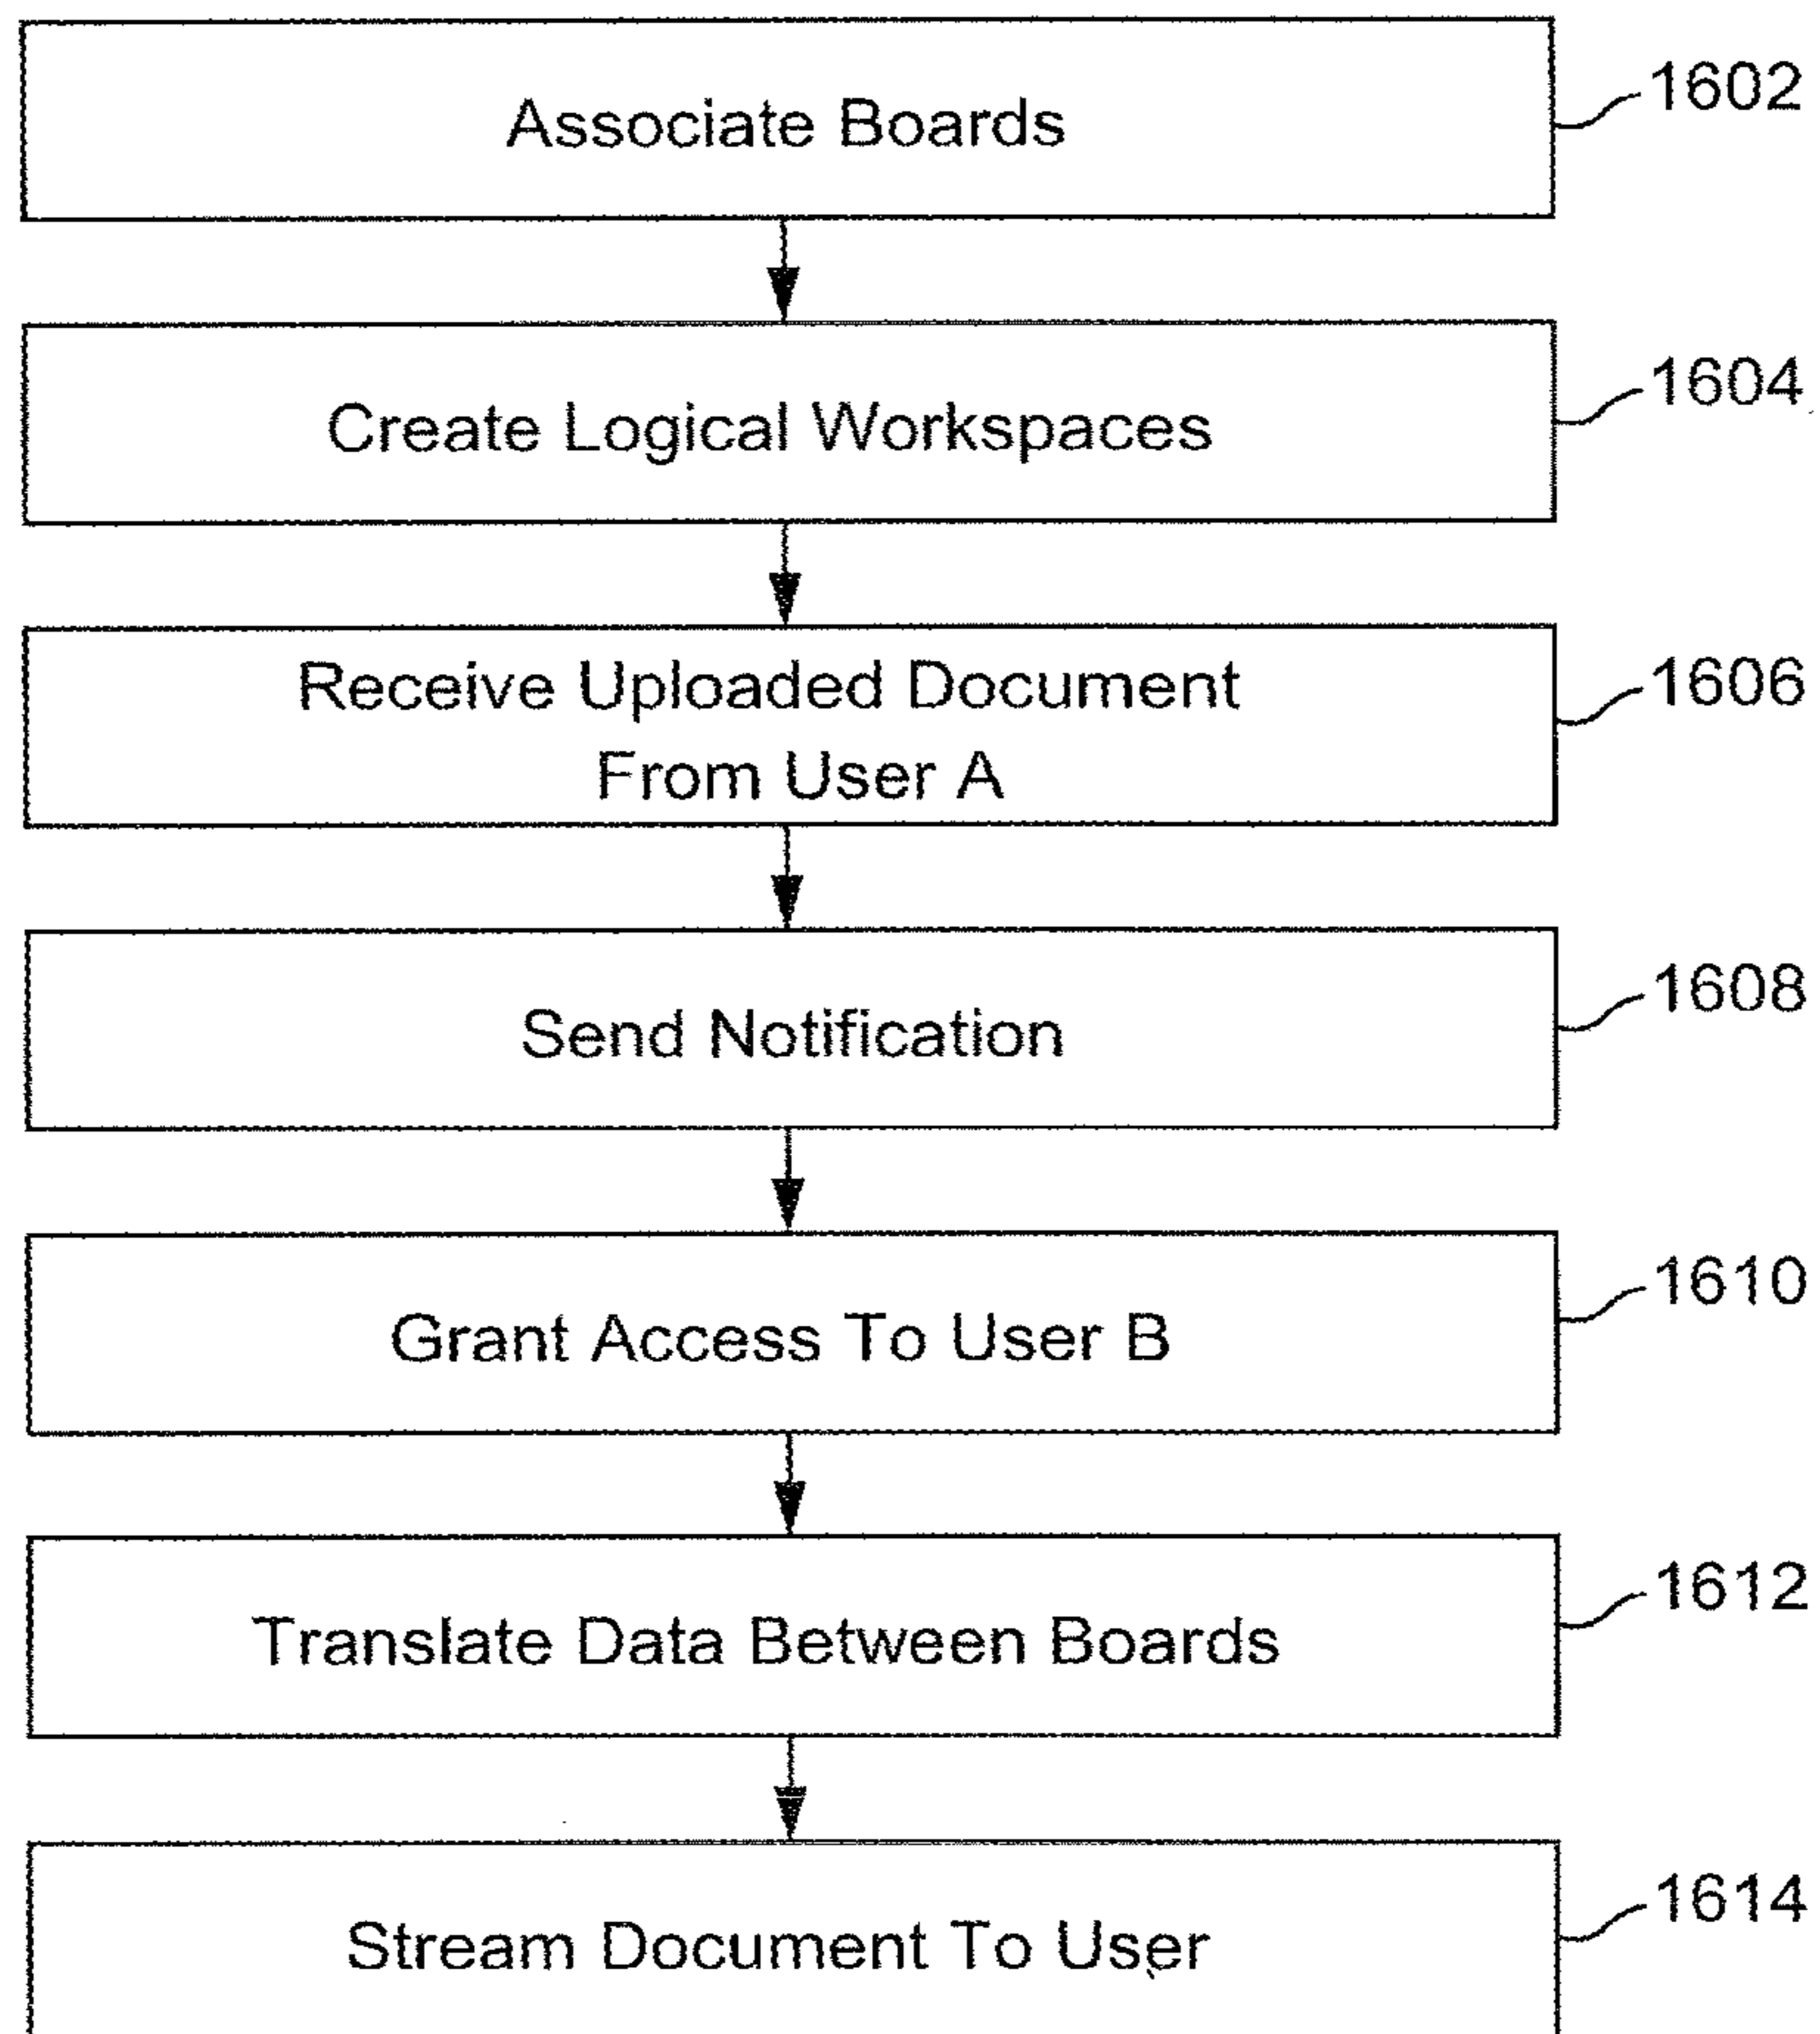 Associate Boards
1602
Create Logical Workspaces
1604
Receive Uploaded Document
From User A
1606
Send Notification
1608
Grant Access To User B
1610
Translate Data Between Boards
1612
Stream Document To User
1614